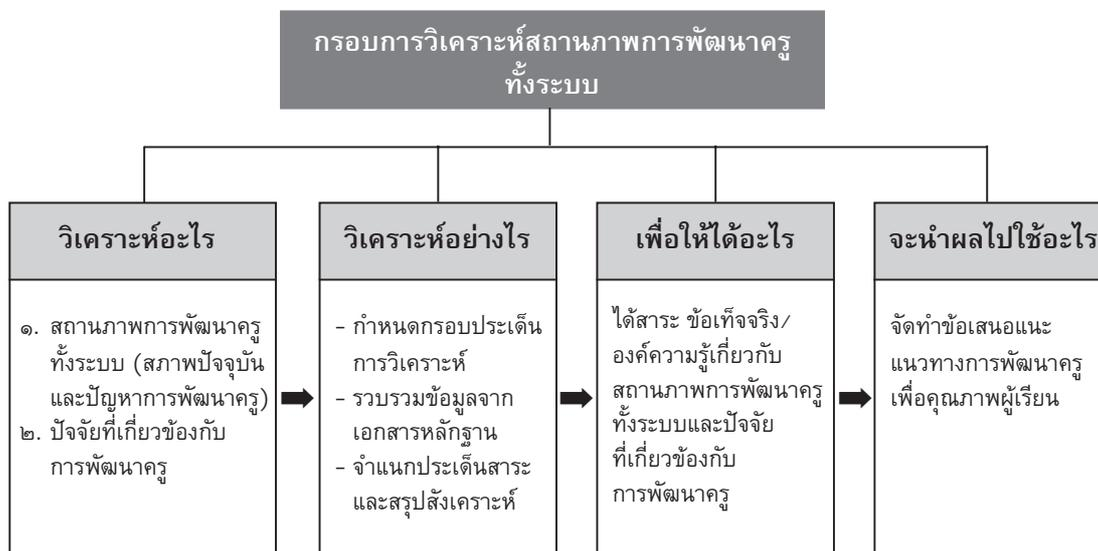 กรอบการวิเคราะห์สถานภาพการพัฒนาครู
ทั้งระบบ
วิเคราะห์อะไร
๑. สถานภาพการพัฒนาครู
ทั้งระบบ (สภาพปัจจุบัน
และปัญหาการพัฒนาครู)
๒. ปัจจัยที่เกี่ยวข้องกับ
การพัฒนาครู
วิเคราะห์อย่างไร
- กำหนดกรอบประเด็น
การวิเคราะห์
- รวบรวมข้อมูลจาก
เอกสารหลักฐาน
- จำแนกประเด็นสาระ
และสรุปสังเคราะห์
เพื่อให้ได้อะไร
ได้สาระ ข้อเท็จจริง/
องค์ความรู้เกี่ยวกับ
สถานภาพการพัฒนาครู
ทั้งระบบและปัจจัย
ที่เกี่ยวข้องกับ
การพัฒนาครู
จะนำผลไปใช้อะไร
จัดทำข้อเสนอแนะ
แนวทางการพัฒนาครู
เพื่อคุณภาพผู้เรียน